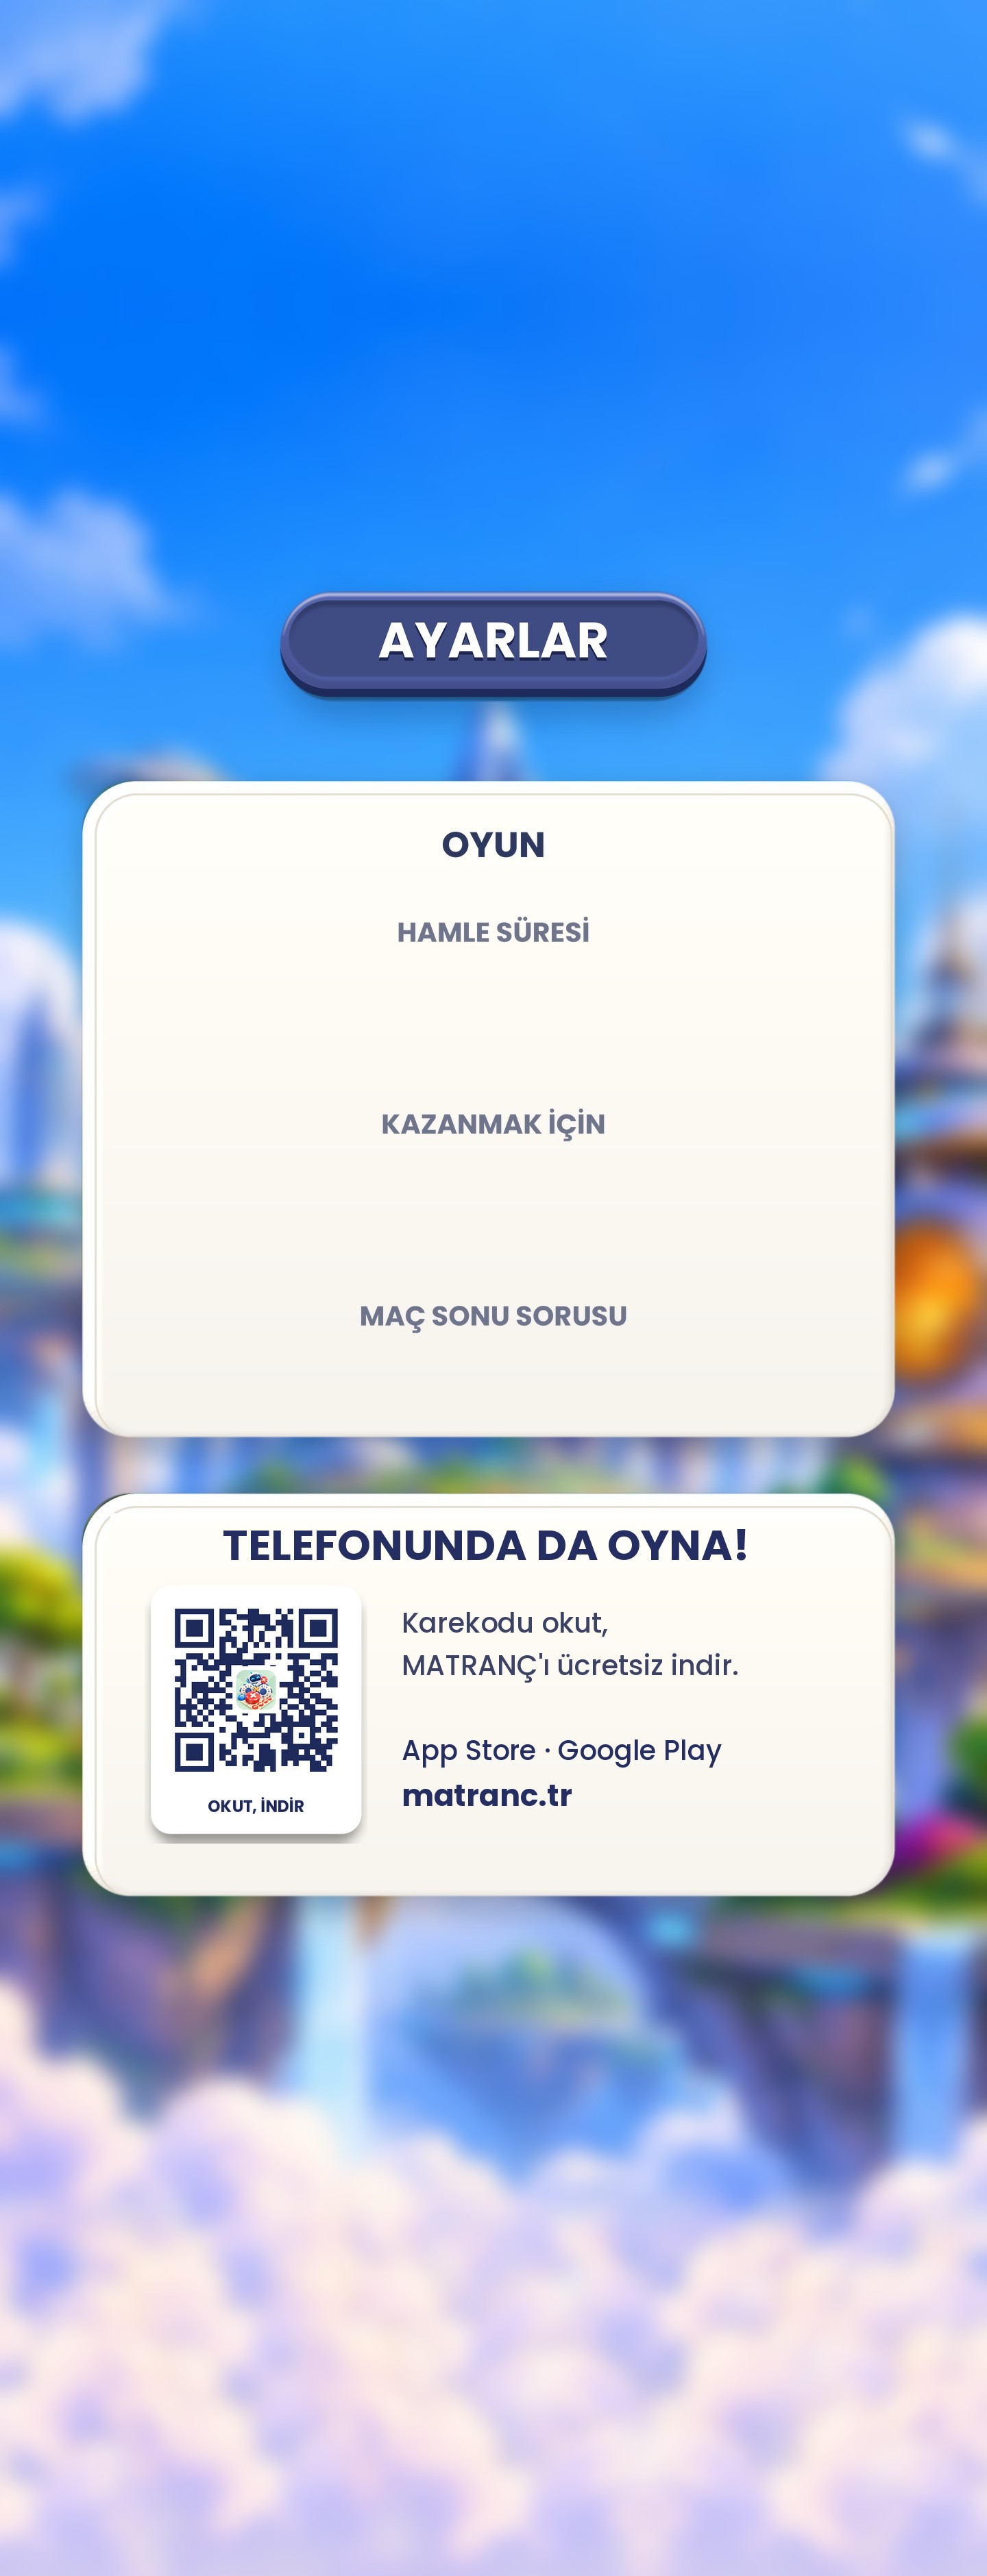 AYARLAR
OYUN
HAMLE SÜRESİ
KAZANMAK İÇİN
MAÇ SONU SORUSU
TELEFONUNDA DA OYNA!
Karekodu okut,
MATRANÇ'ı ücretsiz indir.
App Store · Google Play
matranc.tr
OKUT, İNDİR